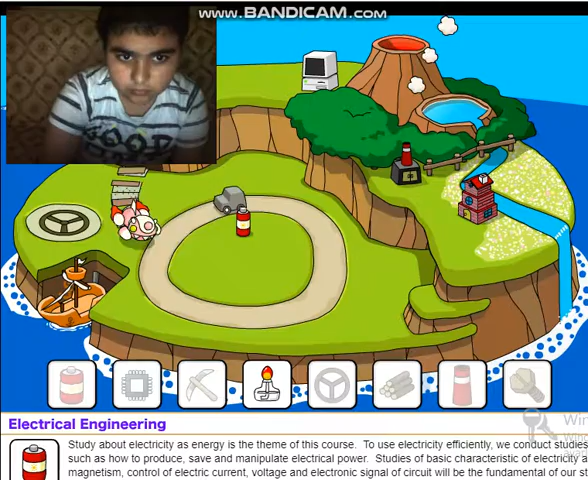 www.BANDICAM.com
GOOD
Electrical Engineering
Win
Study about electricity as energy is the theme of this course. To use electricity efficiently, we conduct studies
such as how to produce, save and manipulate electrical power. Studies of basic characteristic of electricity a
magnetism, control of electric current, voltage and electronic signal of circuit will be the fundamental of our st